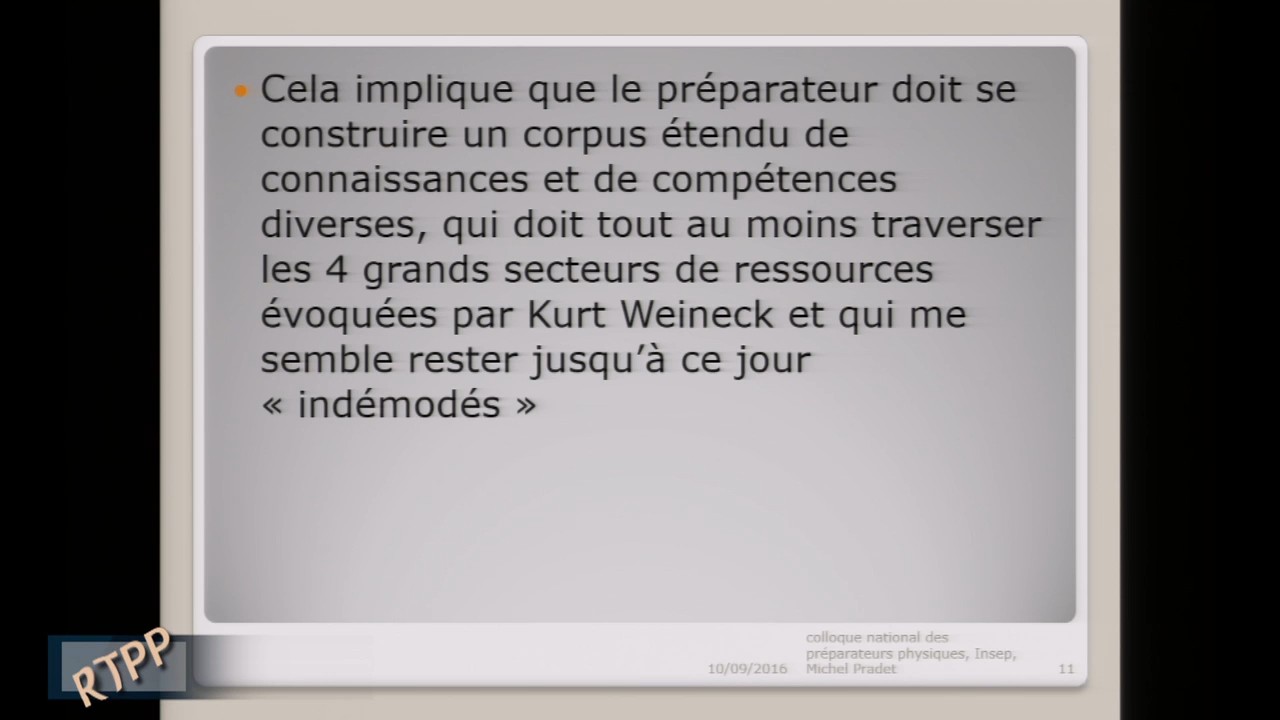 Cela implique que le préparateur doit se
construire un corpus étendu de
connaissances et de compétences
diverses, qui doit tout au moins traverser
les 4 grands secteurs de ressources
évoquées par Kurt Weineck et qui me
semble rester jusqu’à ce jour
« indémodés »
colloque national des
préparateurs physiques, Insep,
10/09/2016 Michel Pradet 11
RTPP